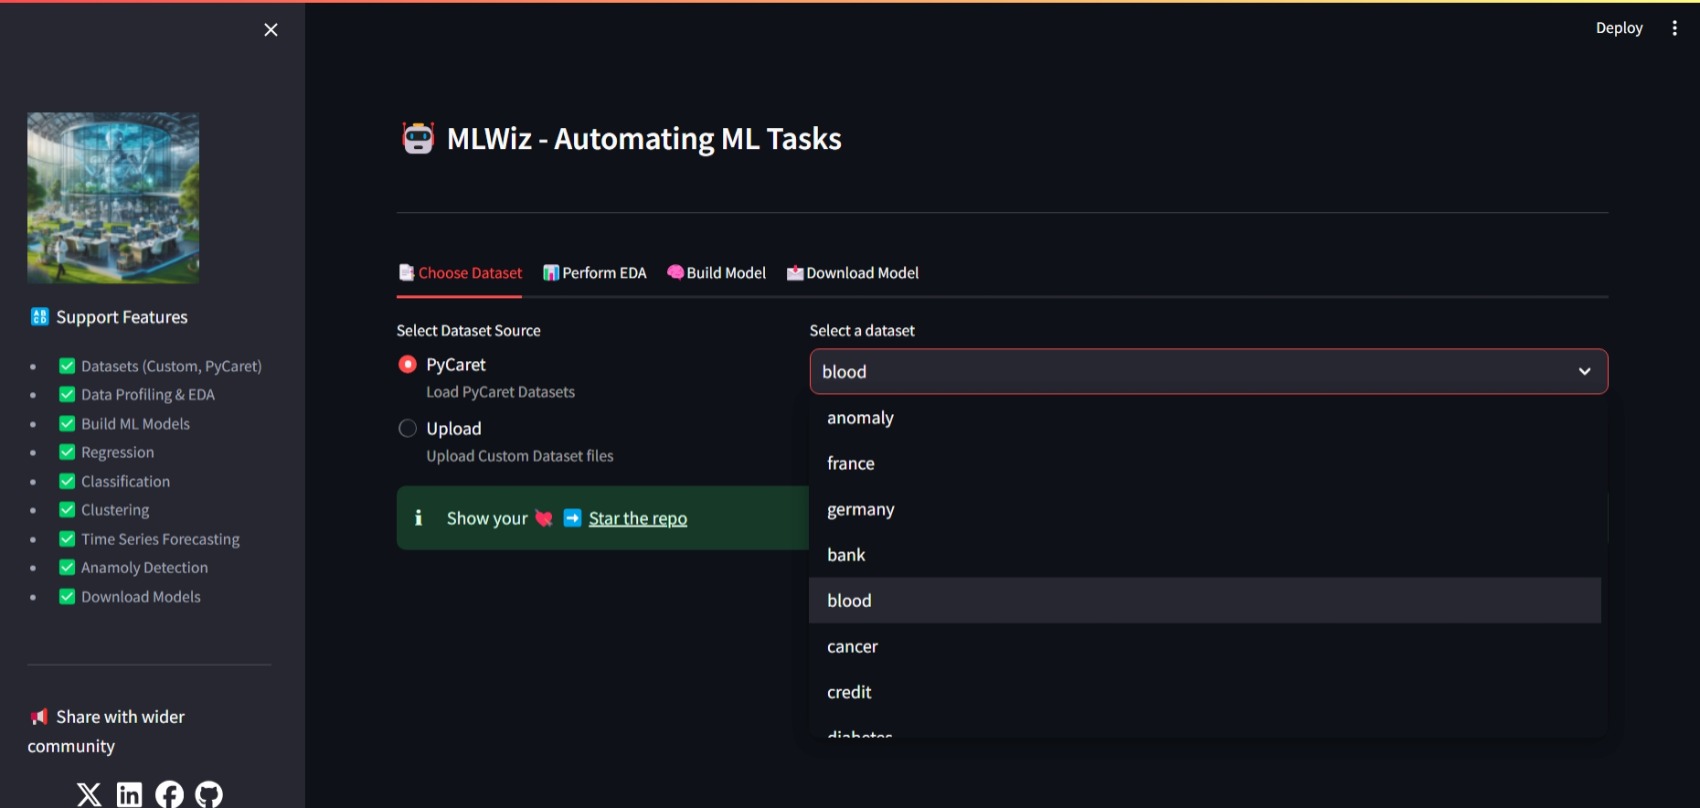 Deploy
MLWiz - Automating ML Tasks
Choose Dataset
Perform EDA
Build Model
Download Model
Select Dataset Source
PyCaret
Load PyCaret Datasets
Upload
Upload Custom Dataset files
Show your Star the repo
Select a dataset
blood
anomaly
france
germany
bank
blood
cancer
credit
diabetes
Support Features
Datasets (Custom, PyCaret)
Data Profiling & EDA
Build ML Models
Regression
Classification
Clustering
Time Series Forecasting
Anamoly Detection
Download Models
Share with wider
community